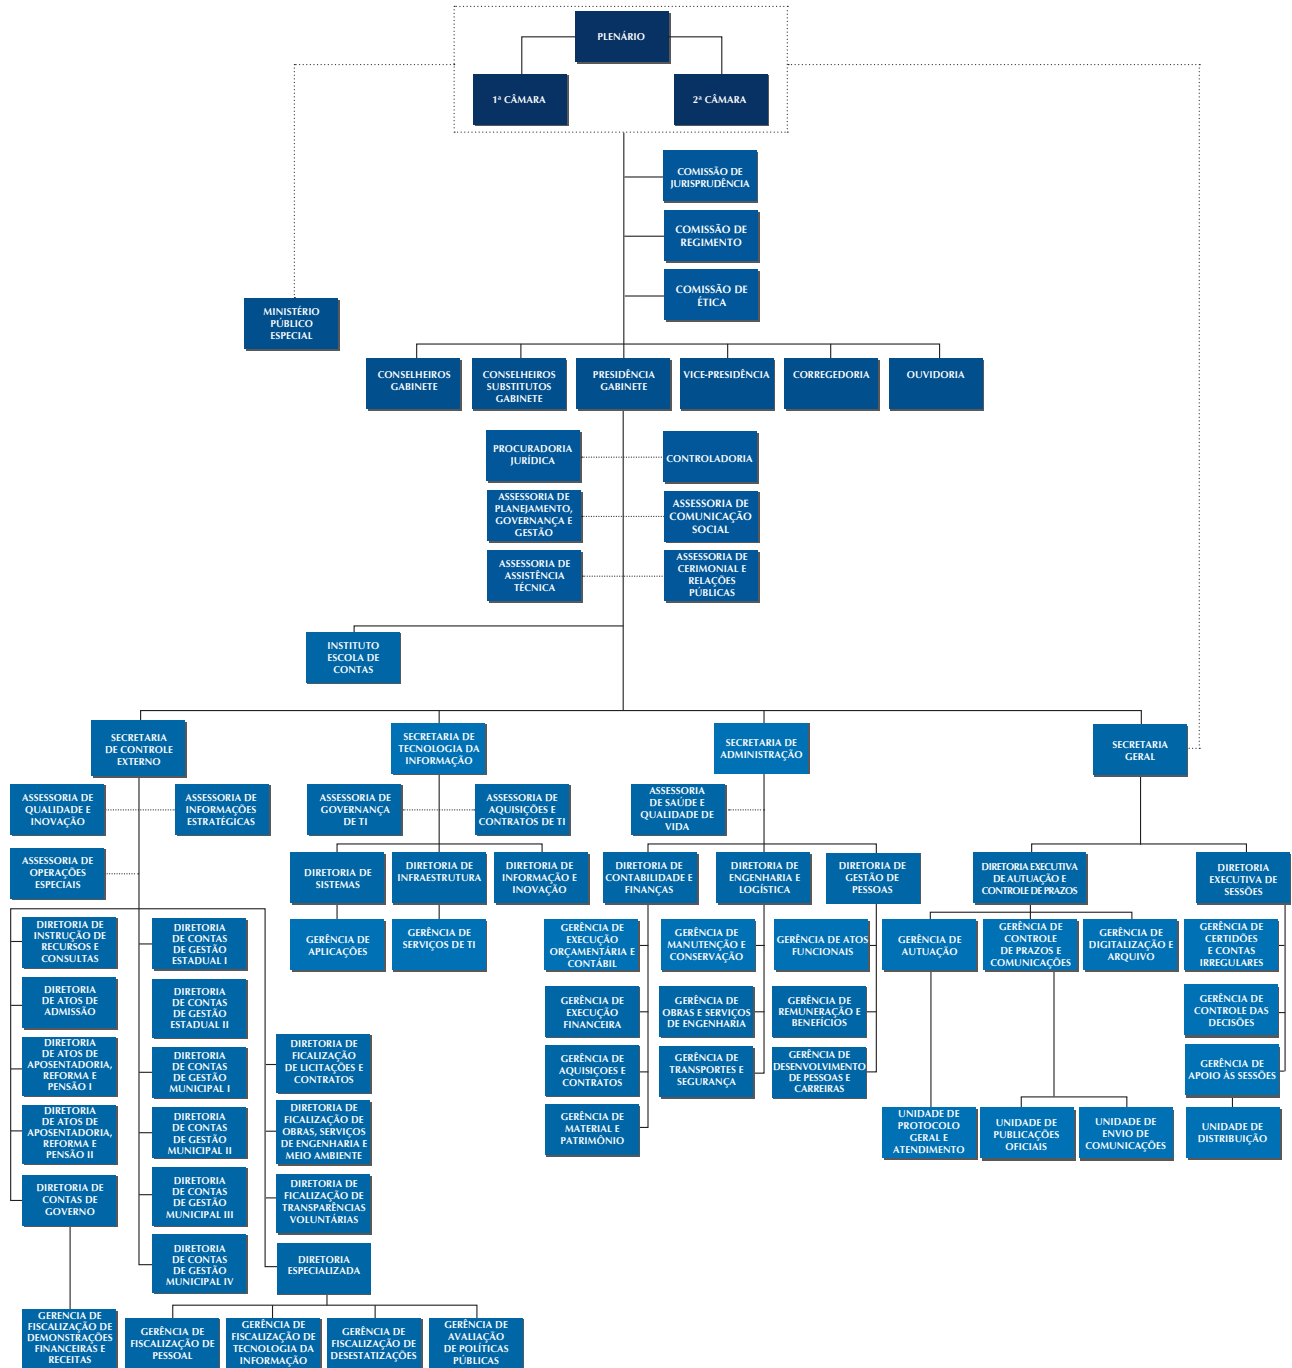 PLENÁRIO
1ª CÂMARA
2ª CÂMARA
COMISSÃO DE
JURISPRUDÊNCIA
COMISSÃO DE
REGIMENTO
COMISSÃO DE
ÉTICA
MINISTÉRIO
PÚBLICO
ESPECIAL
CONSELHEIROS
GABINETE
CONSELHEIROS
SUBSTITUTOS
GABINETE
PRESIDÊNCIA
GABINETE
VICE-PRESIDÊNCIA
CORREGEDORIA
OUVIDORIA
PROCURADORIA
JURÍDICA
CONTROLADORIA
ASSESSORIA DE
PLANEJAMENTO,
GOVERNANÇA E
GESTÃO
ASSESSORIA DE
COMUNICAÇÃO
SOCIAL
ASSESSORIA DE
ASSISTÊNCIA
TÉCNICA
ASSESSORIA DE
CERIMONIAL E
RELAÇÕES
PÚBLICAS
INSTITUTO
ESCOLA DE
CONTAS
SECRETARIA
DE CONTROLE
EXTERNO
SECRETARIA DE
TECNOLOGIA DA
INFORMAÇÃO
SECRETARIA DE
ADMINISTRAÇÃO
SECRETARIA
GERAL
ASSESSORIA DE
QUALIDADE E
INOVAÇÃO
ASSESSORIA DE
INFORMAÇÕES
ESTRATÉGICAS
ASSESSORIA DE
GOVERNANÇA
DE TI
ASSESSORIA DE
AQUISIÇÕES E
CONTRATOS DE TI
ASSESSORIA
DE SAÚDE E
QUALIDADE DE
VIDA
ASSESSORIA DE
OPERAÇÕES
ESPECIAIS
DIRETORIA DE
SISTEMAS
DIRETORIA DE
INFRAESTRUTURA
DIRETORIA DE
INFORMAÇÃO E
INOVAÇÃO
DIRETORIA DE
CONTABILIDADE E
FINANÇAS
DIRETORIA DE
ENGENHARIA E
LOGÍSTICA
DIRETORIA DE
GESTÃO DE
PESSOAS
DIRETORIA EXECUTIVA
DE AUTUAÇÃO E
CONTROLE DE PRAZOS
DIRETORIA
EXECUTIVA DE
SESSÕES
DIRETORIA DE
INSTRUÇÃO DE
RECURSOS E
CONSULTAS
DIRETORIA
DE CONTAS
DE GESTÃO
ESTADUAL I
GERÊNCIA DE
APLICAÇÕES
GERÊNCIA DE
SERVIÇOS DE TI
GERÊNCIA DE
EXECUÇÃO
ORÇAMENTÁRIA E
CONTÁBIL
GERÊNCIA DE
MANUTENÇÃO E
CONSERVAÇÃO
GERÊNCIA DE ATOS
FUNCIONAIS
GERÊNCIA DE
AUTUAÇÃO
GERÊNCIA DE
CONTROLE
DE PRAZOS E
COMUNICAÇÕES
GERÊNCIA DE
DIGITALIZAÇÃO E
ARQUIVO
GERÊNCIA DE
CERTIDÕES
E CONTAS
IRREGULARES
DIRETORIA
DE ATOS DE
ADMISSÃO
DIRETORIA
DE CONTAS
DE GESTÃO
ESTADUAL II
GERÊNCIA DE
EXECUÇÃO
FINANCEIRA
GERÊNCIA DE
OBRAS E SERVIÇOS
DE ENGENHARIA
GERÊNCIA DE
REMUNERAÇÃO E
BENEFÍCIOS
GERÊNCIA DE
CONTROLE DAS
DECISÕES
DIRETORIA
DE ATOS DE
APOSENTADORIA,
REFORMA E
PENSÃO I
DIRETORIA
DE CONTAS
DE GESTÃO
MUNICIPAL I
DIRETORIA DE
FICALIZAÇÃO
DE LICITAÇÕES E
CONTRATOS
GERÊNCIA DE
AQUISIÇOES E
CONTRATOS
GERÊNCIA DE
TRANSPORTES E
SEGURANÇA
GERÊNCIA DE
DESENVOLVIMENTO
DE PESSOAS E
CARREIRAS
GERÊNCIA DE
APOIO ÀS SESSÕES
DIRETORIA
DE ATOS DE
APOSENTADORIA,
REFORMA E
PENSÃO II
DIRETORIA
DE CONTAS
DE GESTÃO
MUNICIPAL II
DIRETORIA DE
FICALIZAÇÃO DE
OBRAS, SERVIÇOS
DE ENGENHARIA E
MEIO AMBIENTE
GERÊNCIA DE
MATERIAL E
PATRIMÔNIO
UNIDADE DE
PROTOCOLO
GERAL E
ATENDIMENTO
UNIDADE DE
PUBLICAÇÕES
OFICIAIS
UNIDADE DE
ENVIO DE
COMUNICAÇÕES
UNIDADE DE
DISTRIBUIÇÃO
DIRETORIA DE
CONTAS DE
GOVERNO
DIRETORIA
DE CONTAS
DE GESTÃO
MUNICIPAL III
DIRETORIA DE
FICALIZAÇÃO DE
TRANSPARÊNCIAS
VOLUNTÁRIAS
DIRETORIA
DE CONTAS
DE GESTÃO
MUNICIPAL IV
DIRETORIA
ESPECIALIZADA
GERENCIA DE
FISCALIZAÇÃO DE
DEMONSTRAÇÕES
FINANCEIRAS E
RECEITAS
GERÊNCIA DE
FISCALIZAÇÃO DE
PESSOAL
GERÊNCIA DE
FISCALIZAÇÃO DE
TECNOLOGIA DA
INFORMAÇÃO
GERÊNCIA DE
FISCALIZAÇÃO DE
DESESTATIZAÇÕES
GERÊNCIA DE
AVALIAÇÃO
DE POLÍTICAS
PÚBLICAS